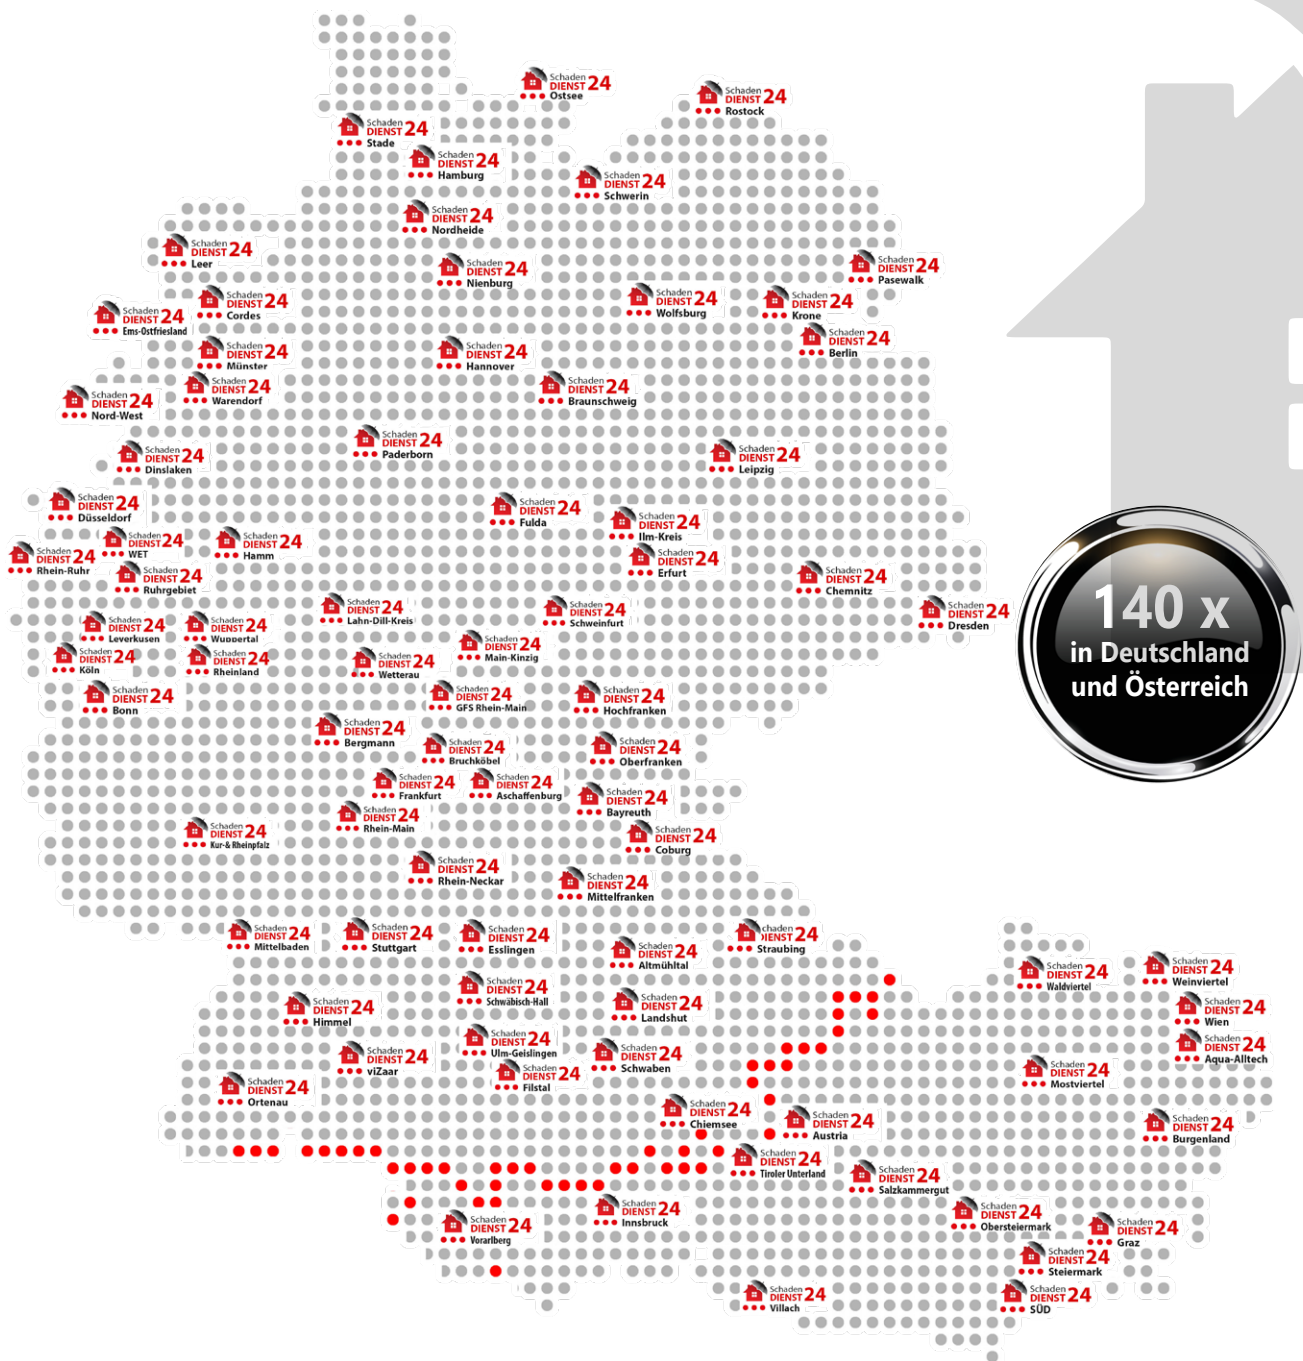 Schaden
DIENST 24
Ostsee
Schaden
DIENST 24
Rostock
Schaden
DIENST 24
Stade
Schaden
DIENST 24
Hamburg
Schaden
DIENST 24
Schwerin
Schaden
DIENST 24
Nordheide
Schaden
DIENST 24
Leer
Schaden
DIENST 24
Nienburg
Schaden
DIENST 24
Pasewalk
Schaden
DIENST 24
Cordes
Schaden
DIENST 24
Wolfsburg
Schaden
DIENST 24
Krone
Schaden
DIENST 24
Ems-Ostfriesland
Schaden
DIENST 24
Berlin
Schaden
DIENST 24
Münster
Schaden
DIENST 24
Hannover
Schaden
DIENST 24
Warendorf
Schaden
DIENST 24
Braunschweig
Schaden
DIENST 24
Nord-West
Schaden
DIENST 24
Paderborn
Schaden
DIENST 24
Dinslaken
Schaden
DIENST 24
Leipzig
Schaden
DIENST 24
Düsseldorf
Schaden
DIENST 24
Fulda
Schaden
DIENST 24
Ilm-Kreis
Schaden
DIENST 24
WET
Schaden
DIENST 24
Hamm
Schaden
DIENST 24
Rhein-Ruhr
Schaden
DIENST 24
Erfurt
Schaden
DIENST 24
Ruhrgebiet
Schaden
DIENST 24
Chemnitz
Schaden
DIENST 24
Lahn-Dill-Kreis
Schaden
DIENST 24
Schweinfurt
Schaden
DIENST 24
Dresden
140 x
in Deutschland
und Österreich
Schaden
DIENST 24
Leverkusen
Schaden
DIENST 24
Wuppertal
Schaden
DIENST 24
Main-Kinzig
Schaden
DIENST 24
Köln
Schaden
DIENST 24
Rheinland
Schaden
DIENST 24
Wetterau
Schaden
DIENST 24
Bonn
Schaden
DIENST 24
GFS Rhein-Main
Schaden
DIENST 24
Hochfranken
Schaden
DIENST 24
Bergmann
Schaden
DIENST 24
Bruchköbel
Schaden
DIENST 24
Oberfranken
Schaden
DIENST 24
Frankfurt
Schaden
DIENST 24
Aschaffenburg
Schaden
DIENST 24
Bayreuth
Schaden
DIENST 24
Rhein-Main
Schaden
DIENST 24
Kur-& Rheinpfalz
Schaden
DIENST 24
Coburg
Schaden
DIENST 24
Rhein-Neckar
Schaden
DIENST 24
Mittelfranken
Schaden
DIENST 24
Mittelbaden
Schaden
DIENST 24
Stuttgart
Schaden
DIENST 24
Esslingen
Schaden
DIENST 24
Altmühltal
chaden
DIENST 24
Straubing
Schaden
DIENST 24
Waldviertel
Schaden
DIENST 24
Weinviertel
Schaden
DIENST 24
Schwäbisch-Hall
Schaden
DIENST 24
Himmel
Schaden
DIENST 24
Landshut
Schaden
DIENST 24
Wien
Schaden
DIENST 24
Ulm-Geislingen
Schaden
DIENST 24
Aqua-Alltech
Schaden
DIENST 24
viZaar
Schaden
DIENST 24
Schwaben
Schaden
DIENST 24
Filstal
Schaden
DIENST 24
Mostviertel
Schaden
DIENST 24
Ortenau
Schaden
DIENST 24
Chiemsee
Schaden
DIENST 24
Austria
Schaden
DIENST 24
Burgenland
Schaden
DIENST 24
Tiroler Unterland
Schaden
DIENST 24
Salzkammergut
Schaden
DIENST 24
Innsbruck
Schaden
DIENST 24
Obersteiermark
Schaden
DIENST 24
Vorarlberg
Schaden
DIENST 24
Graz
Schaden
DIENST 24
Steiermark
Schaden
DIENST 24
Villach
Schaden
DIENST 24
SÜD